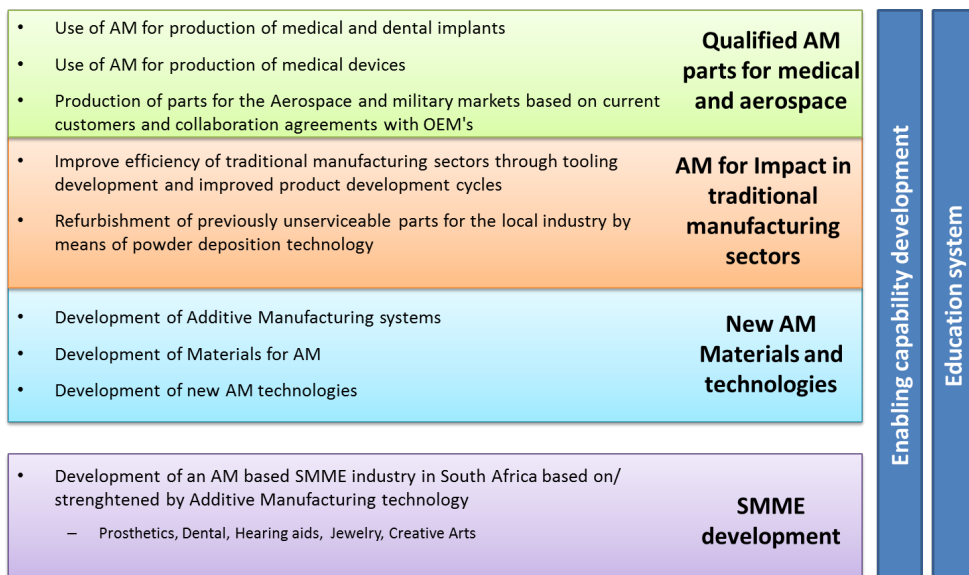 • Use of AM for production of medical and dental implants
• Use of AM for production of medical devices
• Production of parts for the Aerospace and military markets based on current
customers and collaboration agreements with OEM's
Qualified AM
parts for medical
and aerospace
• Improve efficiency of traditional manufacturing sectors through tooling
development and improved product development cycles
• Refurbishment of previously unserviceable parts for the local industry by
means of powder deposition technology
AM for Impact in
traditional
manufacturing
sectors
• Development of Additive Manufacturing systems
• Development of Materials for AM
• Development of new AM technologies
New AM
Materials and
technologies
• Development of an AM based SMME industry in South Africa based on/
strenghtened by Additive Manufacturing technology
– Prosthetics, Dental, Hearing aids, Jewelry, Creative Arts
SMME
development
Enabling capability development
Education system